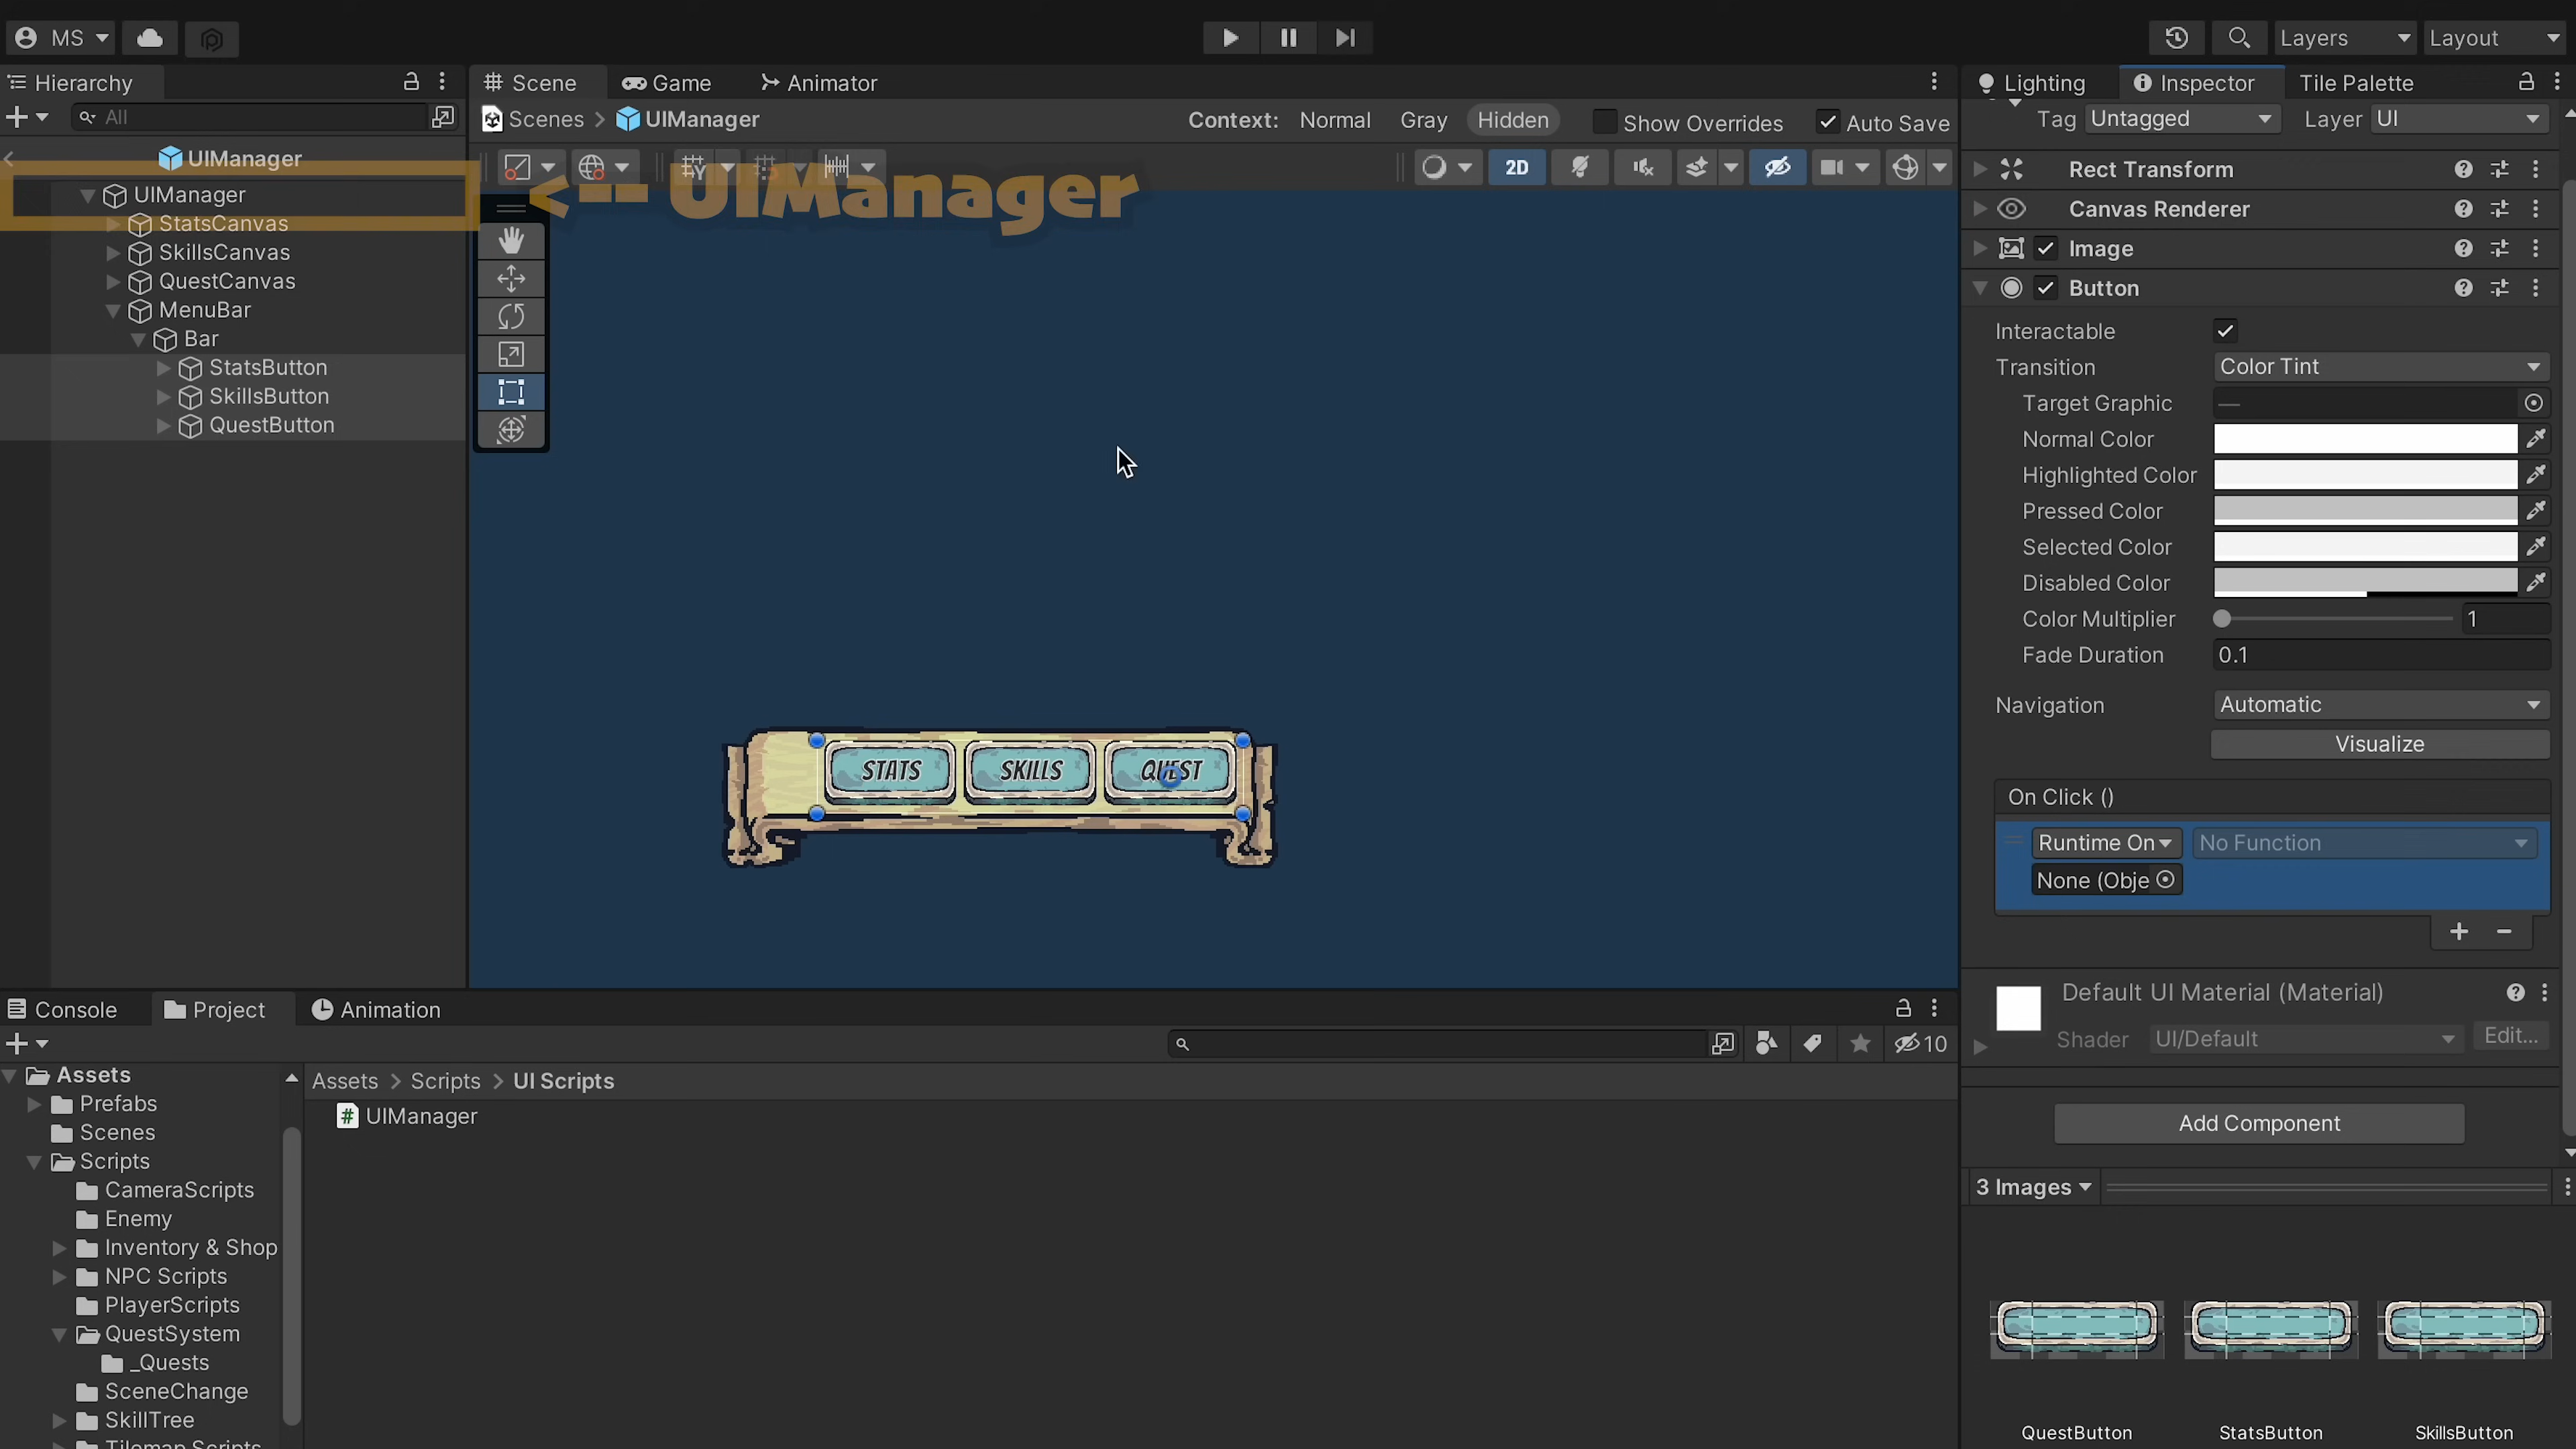 MS
Layers
Layout
Hierarchy
Scene
Game
Animator
Lighting
Inspector
Tile Palette
All
Scenes > UIManager
Context: Normal Gray Hidden Show Overrides Auto Save
Tag Untagged Layer UI
UIManager
2D
<-- UIManager
UIManager
StatsCanvas
SkillsCanvas
QuestCanvas
MenuBar
Bar
StatsButton
SkillsButton
QuestButton
Rect Transform
Canvas Renderer
Image
Button
Interactable
Transition Color Tint
Target Graphic —
Normal Color
Highlighted Color
Pressed Color
Selected Color
Disabled Color
Color Multiplier 1
Fade Duration 0.1
Navigation Automatic
Visualize
STATS SKILLS QUEST
On Click ()
Runtime On No Function
None (Obje
+ -
Default UI Material (Material)
Shader UI/Default Edit...
Add Component
3 Images
QuestButton StatsButton SkillsButton
Console Project Animation
10
Assets
Prefabs
Scenes
Scripts
CameraScripts
Enemy
Inventory & Shop
NPC Scripts
PlayerScripts
QuestSystem
_Quests
SceneChange
SkillTree
Tilemap Scripts
Assets > Scripts > UI Scripts
# UIManager